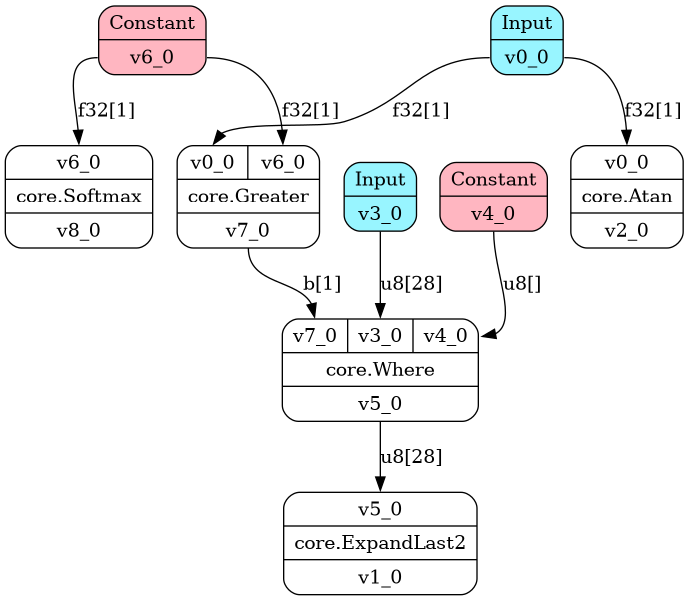 Constant
v6_0
Input
v0_0
f32[1]
f32[1]
f32[1]
f32[1]
v6_0
core.Softmax
v8_0
v0_0 v6_0
core.Greater
v7_0
Input
v3_0
Constant
v4_0
v0_0
core.Atan
v2_0
b[1]
u8[28]
u8[]
v7_0 v3_0 v4_0
core.Where
v5_0
u8[28]
v5_0
core.ExpandLast2
v1_0